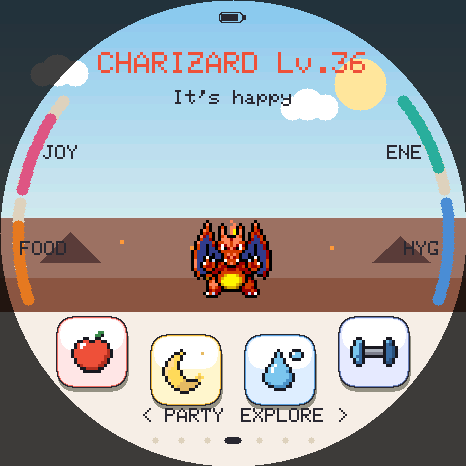 CHARIZARD Lv.36
It's happy
JOY
ENE
FOOD
HYG
< PARTY EXPLORE >